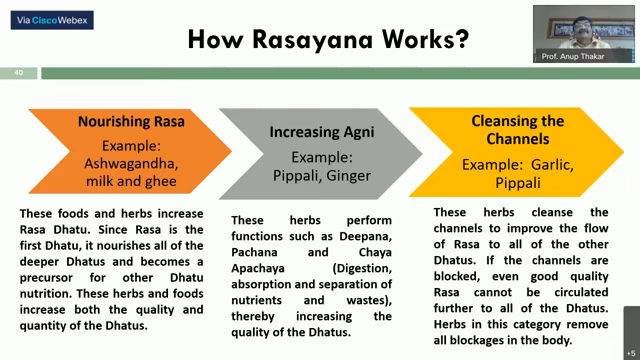 Via CiscoWebex
How Rasayana Works?
Prof. Anup Thakar
40
Nourishing Rasa
Example:
Ashwagandha,
milk and ghee
Increasing Agni
Example:
Pippali, Ginger
Cleansing the
Channels
Example: Garlic,
Pippali
These foods and herbs increase
Rasa Dhatu. Since Rasa is the
first Dhatu, it nourishes all of the
deeper Dhatus and becomes a
precursor for other Dhatu
nutrition. These herbs and foods
increase both the quality and
quantity of the Dhatus.
These herbs perform
functions such as Deepana,
Pachana and Chaya
Apachaya (Digestion,
absorption and separation of
nutrients and wastes),
thereby increasing the
quality of the Dhatus.
These herbs cleanse the
channels to improve the flow
of Rasa to all of the other
Dhatus. If the channels are
blocked, even good quality
Rasa cannot be circulated
further to all of the Dhatus.
Herbs in this category remove
all blockages in the body.
+5